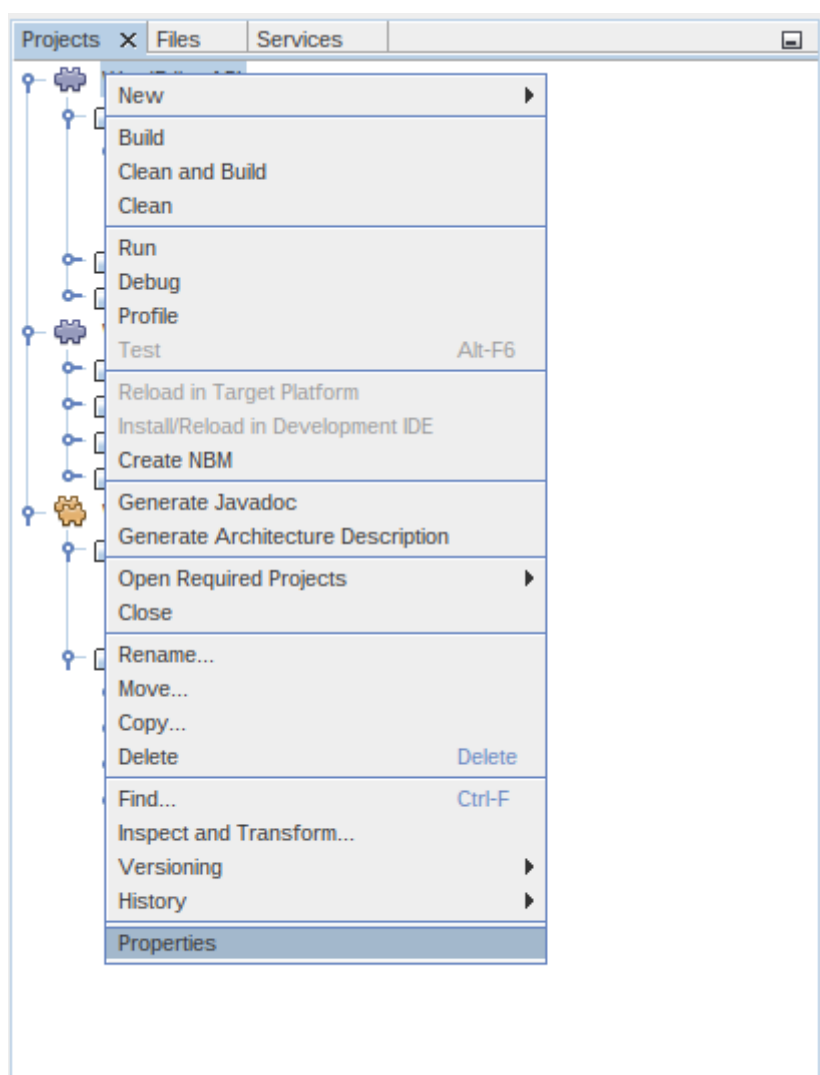 Projects Files Services
New
Build
Clean and Build
Clean
Run
Debug
Profile
Test Alt-F6
Reload in Target Platform
Install/Reload in Development IDE
Create NBM
Generate Javadoc
Generate Architecture Description
Open Required Projects
Close
Rename...
Move...
Copy...
Delete Delete
Find... Ctrl-F
Inspect and Transform...
Versioning
History
Properties